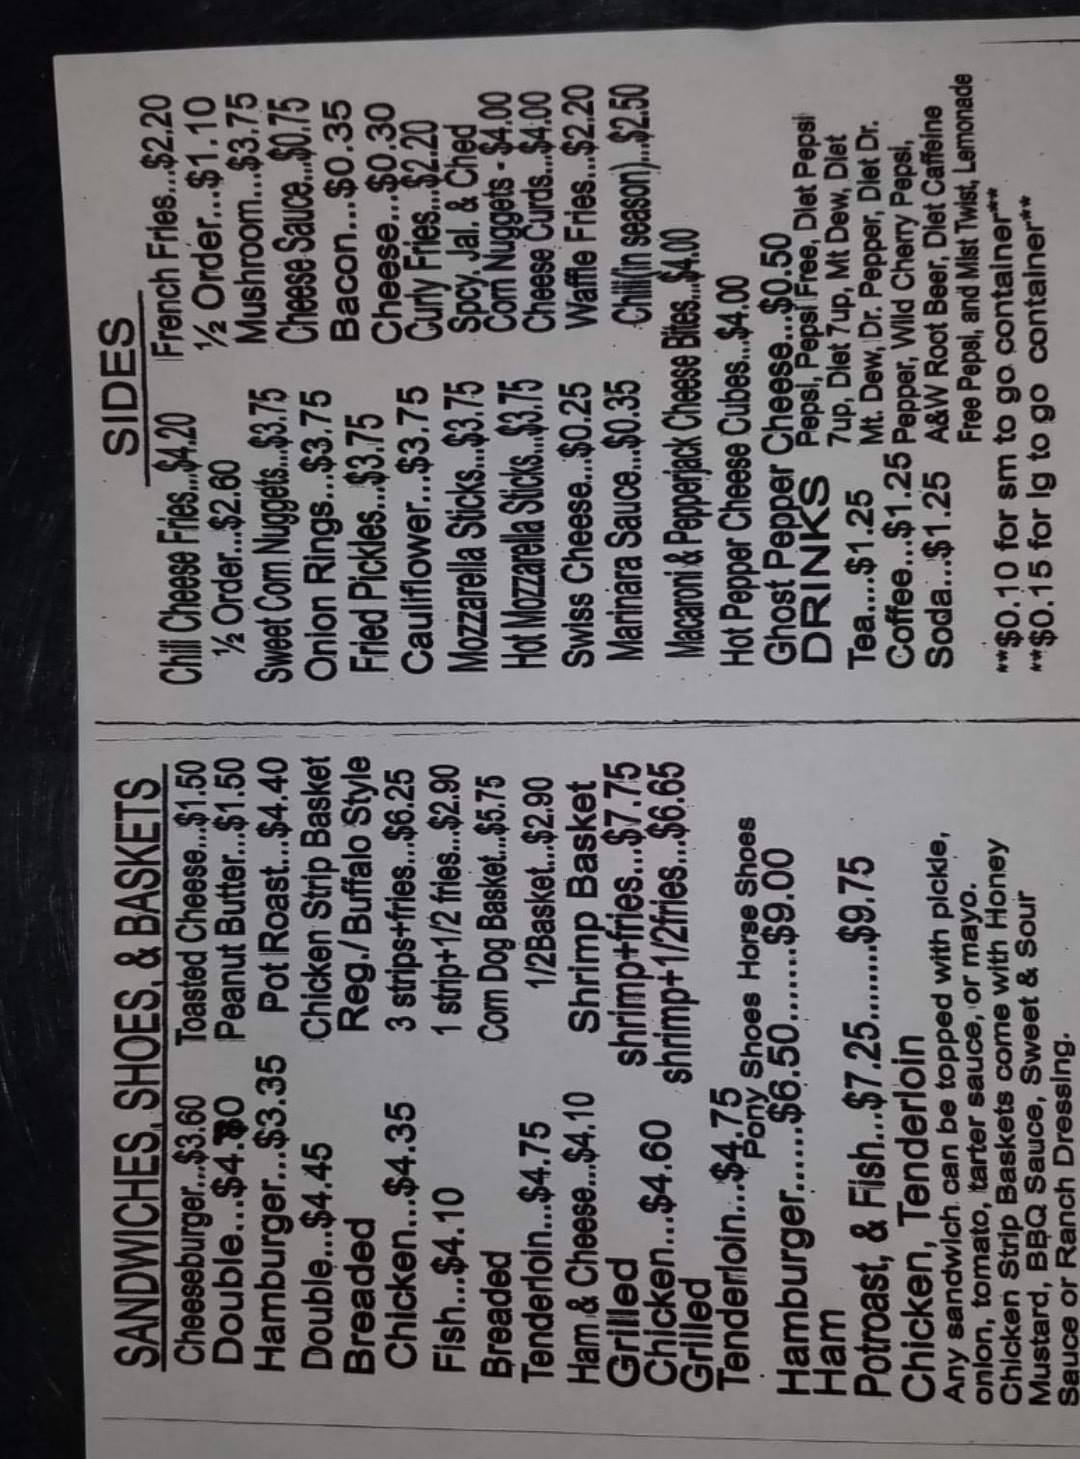 SANDWICHES, SHOES, & BASKETS
Cheeseburger...$3.60
Double...$4.
Hamburger...$3.35
Double...$4.45
Breaded
Chicken...$4.35
Fish...$4.10
Breaded
Tenderloin...$4.75
Ham & Cheese...$4.10
Grilled
Chicken...$4.60
Grilled
Tenderloin...$4.75
Toasted Cheese...$1.50
Peanut Butter...$1.50
Pot Roast...$4.40
Chicken Strip Basket
Reg./Buffalo Style
3 strips+fries...$6.25
1 strip+1/2 fries...$2.90
Corn Dog Basket...$5.75
1/2Basket...$2.90
Shrimp Basket
shrimp+fries...$7.75
shrimp+1/2fries...$6.65
Pony Shoes Horse Shoes
Hamburger......$6.50.......$9.00
Ham
Potroast, & Fish...$7.25.......$9.75
Chicken, Tenderloin
Any sandwich can be topped with pickle,
onion, tomato, tarter sauce, or mayo.
Chicken Strip Baskets come with Honey
Mustard, BBQ Sauce, Sweet & Sour
Sauce or Ranch Dressing.
SIDES
Chili Cheese Fries...$4.20
½ Order...$2.60
Sweet Corn Nuggets...$3.75
Onion Rings...$3.75
Fried Pickles...$3.75
Cauliflower...$3.75
Mozzarella Sticks...$3.75
Hot Mozzarella Sticks...$3.75
Swiss Cheese...$0.25
Marinara Sauce...$0.35
Macaroni & Pepperjack Cheese Bites...$4.00
Hot Pepper Cheese Cubes...$4.00
Ghost Pepper Cheese...$0.50
French Fries...$2.20
½ Order...$1.10
Mushroom...$3.75
Cheese Sauce...$0.75
Bacon...$0.35
Cheese...$0.30
Curly Fries...$2.20
Spcy, Jal. & Ched
Corn Nuggets - $4.00
Cheese Curds...$4.00
Waffle Fries...$2.20
Chili(in season)...$2.50
DRINKS
Tea....$1.25
Coffee...$1.25
Soda...$1.25
Pepsi, Pepsi Free, Diet Pepsi
7up, Diet 7up, Mt Dew, Diet
Mt. Dew, Dr. Pepper, Diet Dr.
Pepper, Wild Cherry Pepsi,
A&W Root Beer, Diet Caffeine
Free Pepsi, and Mist Twist, Lemonade
**$0.10 for sm to go container**
**$0.15 for lg to go container**